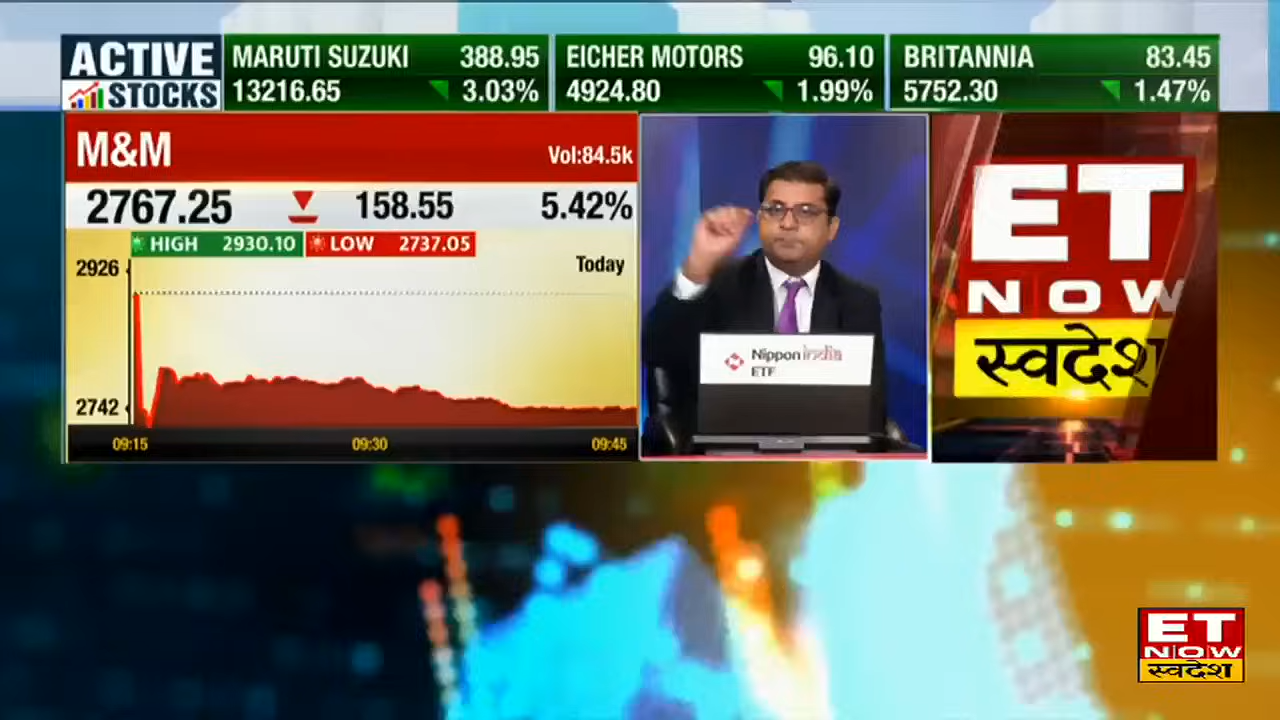 ACTIVE STOCKS
MARUTI SUZUKI 388.95
13216.65 3.03%
EICHER MOTORS 96.10
4924.80 1.99%
BRITANNIA 83.45
5752.30 1.47%
M&M Vol:84.5k
2767.25 158.55 5.42%
HIGH 2930.10 LOW 2737.05
Today
2926
2742
09:15 09:30 09:45
Nippon india
ETF
ET
NOW
स्वदेश
ET
NOW
स्वदेश